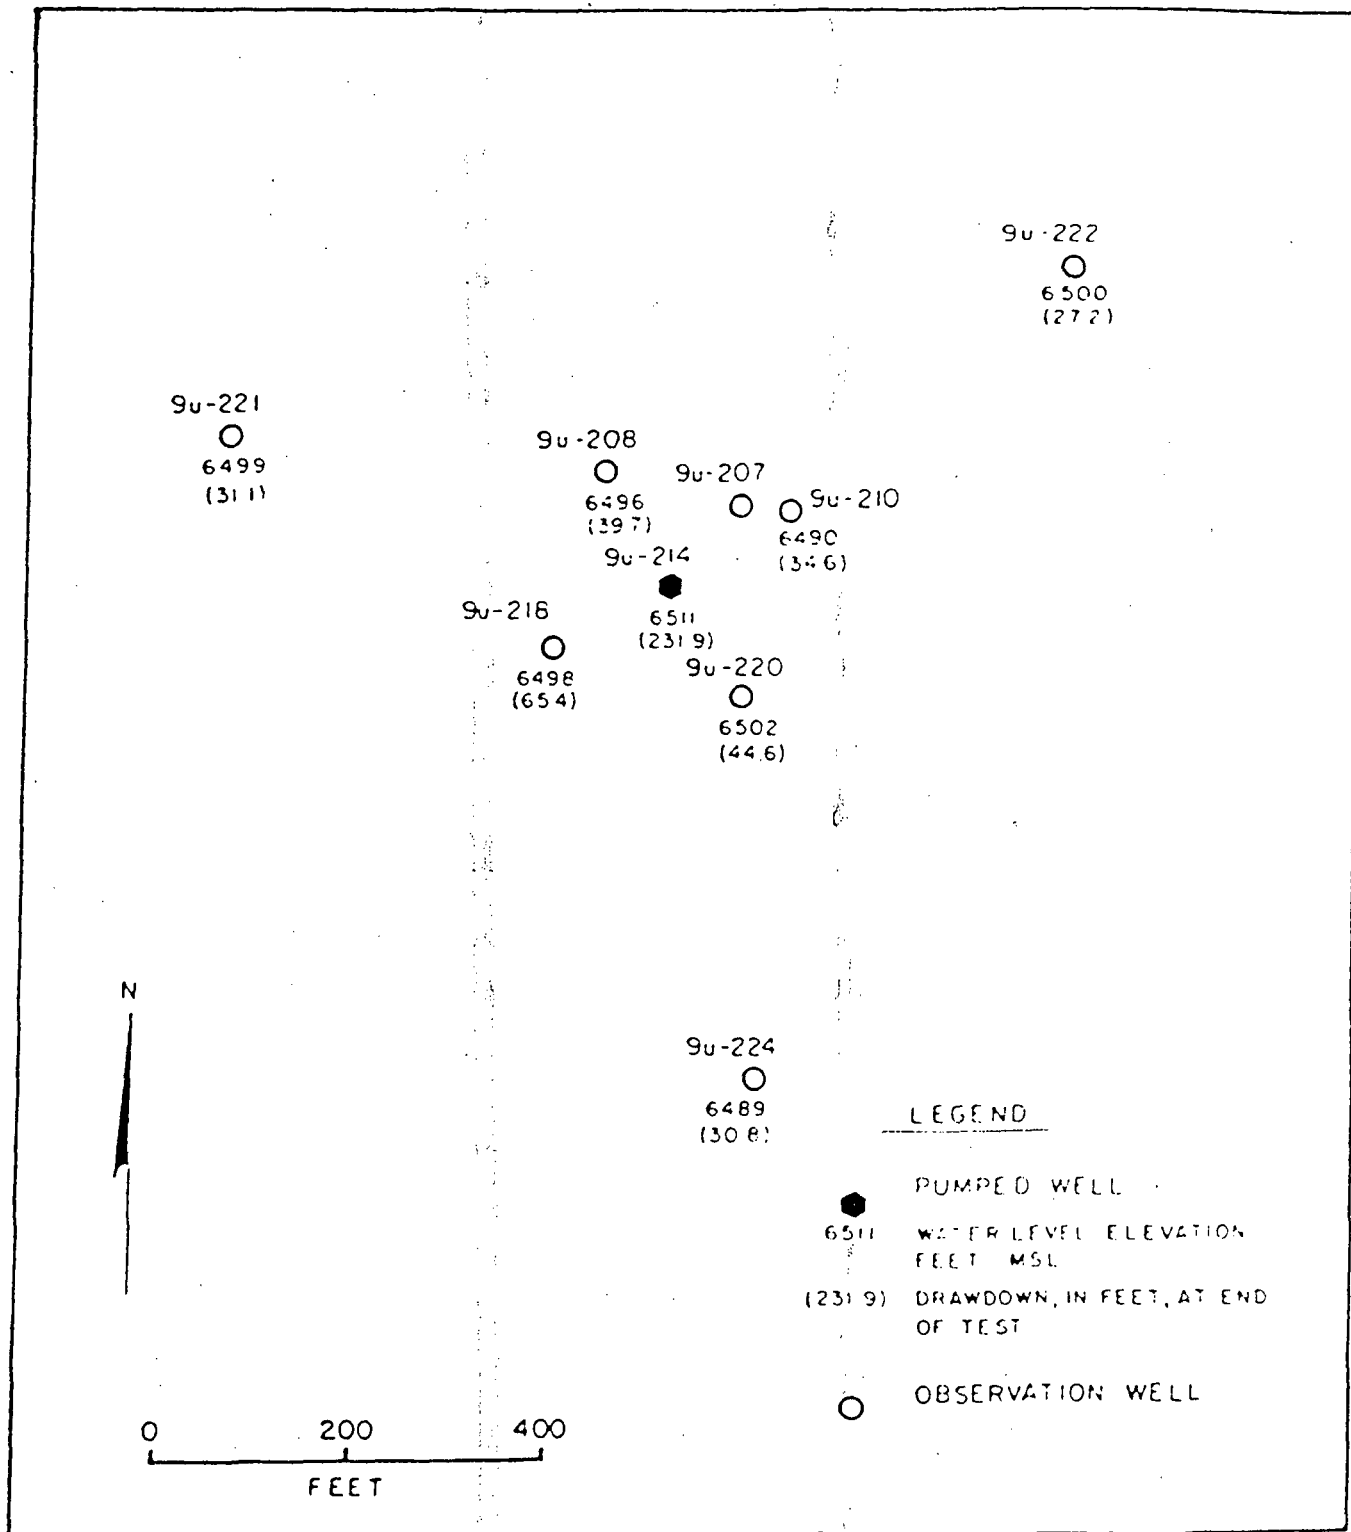 9u-222
6500
(27.2)
9u-221
6499
(31.1)
9u-208
6496
(39.7)
9u-207
9u-210
6490
(34.6)
9u-214
6511
(231.9)
9u-218
6498
(65.4)
9u-220
6502
(44.6)
N
9u-224
6489
(30.8)
LEGEND
PUMPED WELL
6511 WATER LEVEL ELEVATION
FEET MSL
(231.9) DRAWDOWN, IN FEET, AT END
OF TEST
OBSERVATION WELL
0 200 400
FEET